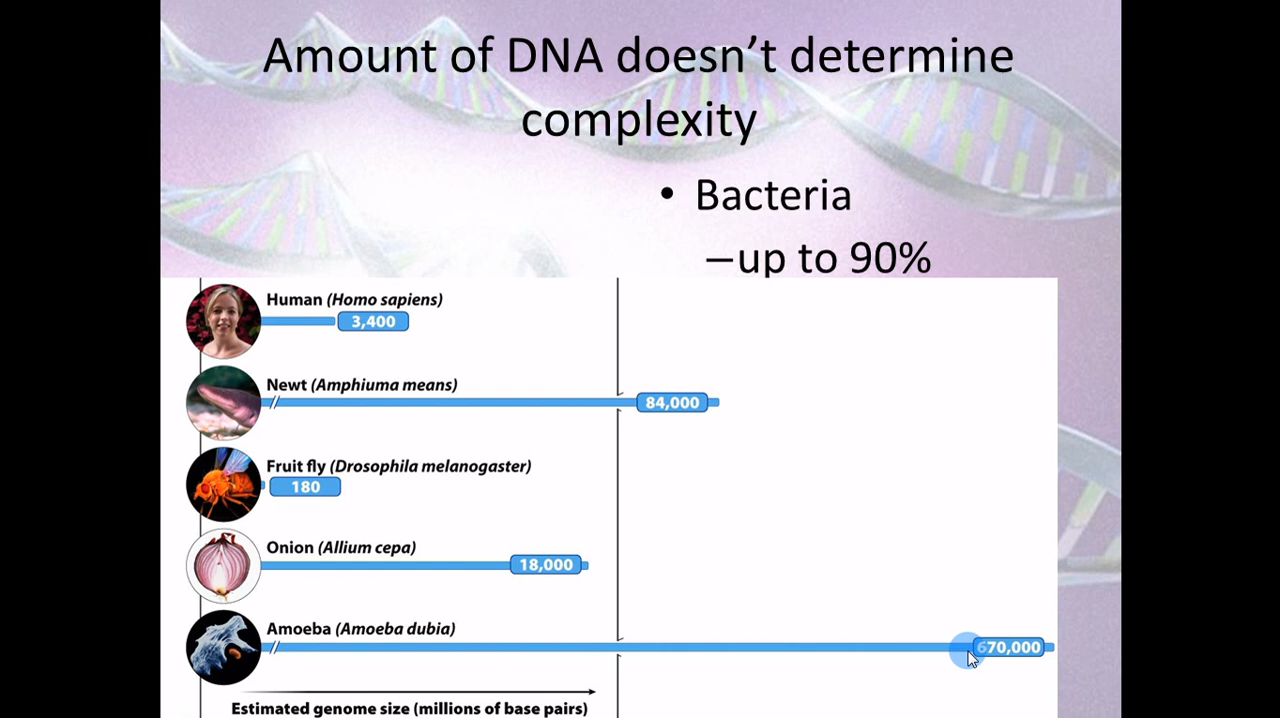 Amount of DNA doesn’t determine
complexity
• Bacteria
–up to 90%
Human (Homo sapiens)
3,400
Newt (Amphiuma means)
84,000
Fruit fly (Drosophila melanogaster)
180
Onion (Allium cepa)
18,000
Amoeba (Amoeba dubia)
670,000
Estimated genome size (millions of base pairs)